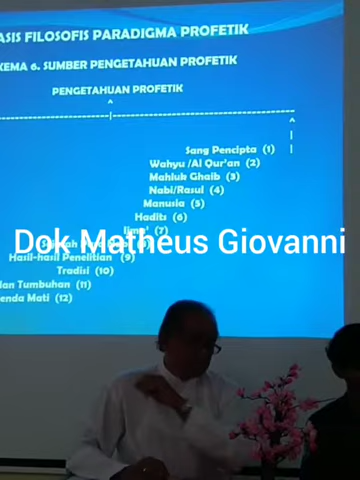 ASIS FILOSOFIS PARADIGMA PROFETIK
KEMA 6. SUMBER PENGETAHUAN PROFETIK
PENGETAHUAN PROFETIK
Sang Pencipta (1)
Wahyu /Al Qur'an (2)
Mahluk Ghaib (3)
Nabi/Rasul (4)
Manusia (5)
Hadits (6)
Ijma' (7)
Dok Matheus Giovanni
Hasil-hasil Penelitian (9)
Tradisi (10)
dan Tumbuhan (11)
enda Mati (12)